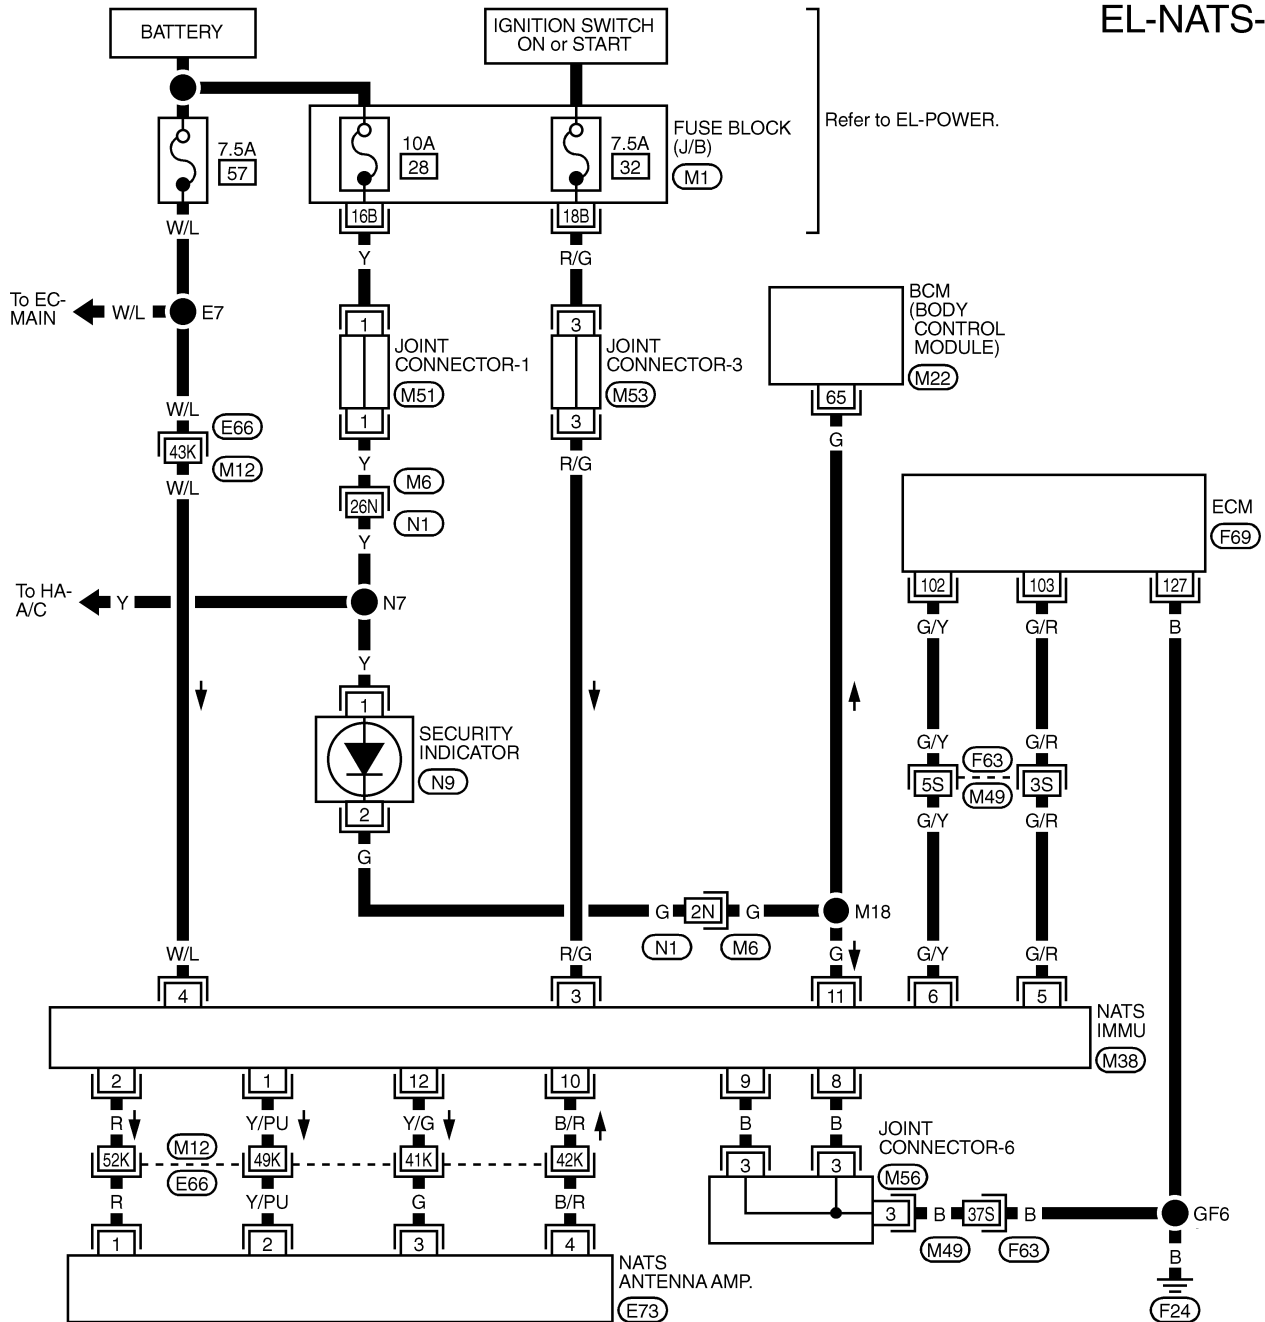 EL-NATS-
BATTERY
IGNITION SWITCH
ON or START
7.5A
57
10A
28
7.5A
32
FUSE BLOCK
(J/B)
M1
Refer to EL-POWER.
16B
18B
W/L
Y
R/G
To EC-
MAIN
W/L
E7
1
3
JOINT
CONNECTOR-1
M51
JOINT
CONNECTOR-3
M53
1
3
BCM
(BODY
CONTROL
MODULE)
M22
65
G
W/L
E66
43K
M12
W/L
Y
R/G
M6
26N
N1
Y
ECM
F69
102
103
127
To HA-
A/C
Y
N7
G/Y
G/R
B
Y
1
SECURITY
INDICATOR
N9
2
G
G/Y
G/R
F63
5S
3S
M49
G/Y
G/R
G
2N
G
M18
N1
M6
W/L
R/G
G
G/Y
G/R
4
3
11
6
5
NATS
IMMU
M38
2
1
12
10
9
8
R
Y/PU
Y/G
B/R
B
B
M12
52K
49K
41K
42K
E66
R
Y/PU
G
B/R
JOINT
CONNECTOR-6
M56
3
3
3
B
37S
B
GF6
M49
F63
B
F24
1
2
3
4
NATS
ANTENNA AMP.
E73